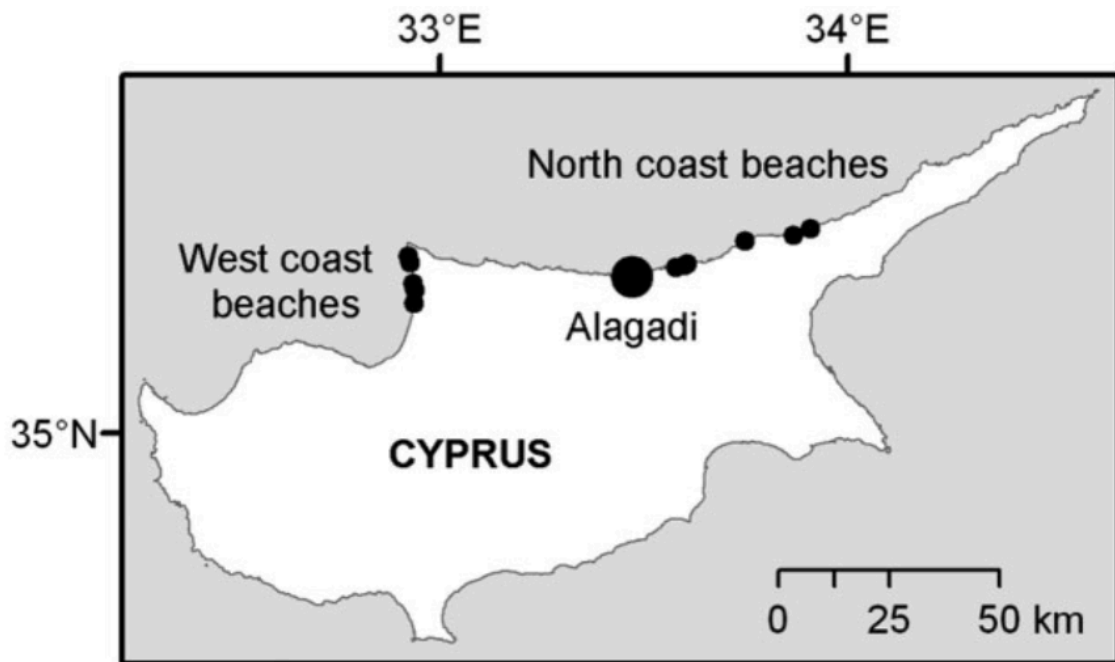 33°E
34°E
North coast beaches
West coast
beaches
Alagadi
35°N
CYPRUS
0
25
50 km